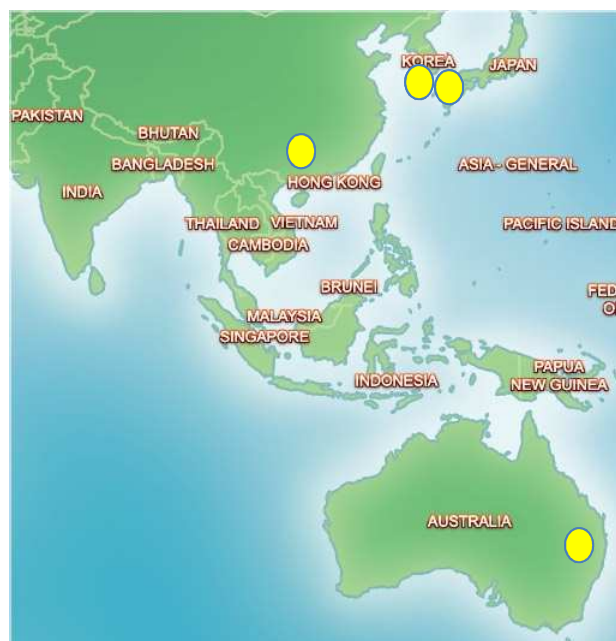 KOREA
JAPAN
PAKISTAN
BHUTAN
BANGLADESH
ASIA- GENERAL
INDIA
HONG KONG
THAILAND
VIETNAM
CAMBODIA
PACIFIC ISLAND
BRUNEI
FED
O
MALAYSIA
SINGAPORE
INDONESIA
PAPUA
NEW GUINEA
AUSTRALIA